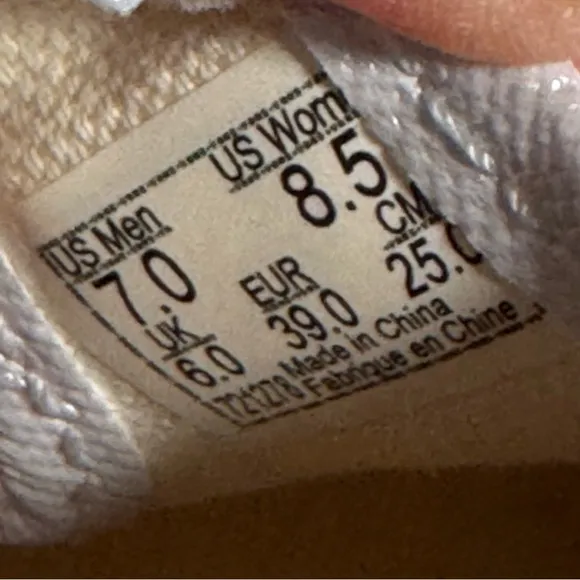 US Men US Wom
7.0 8.5
UK EUR CM
6.0 39.0 25.0
Made in China
Fabriqué en Chine